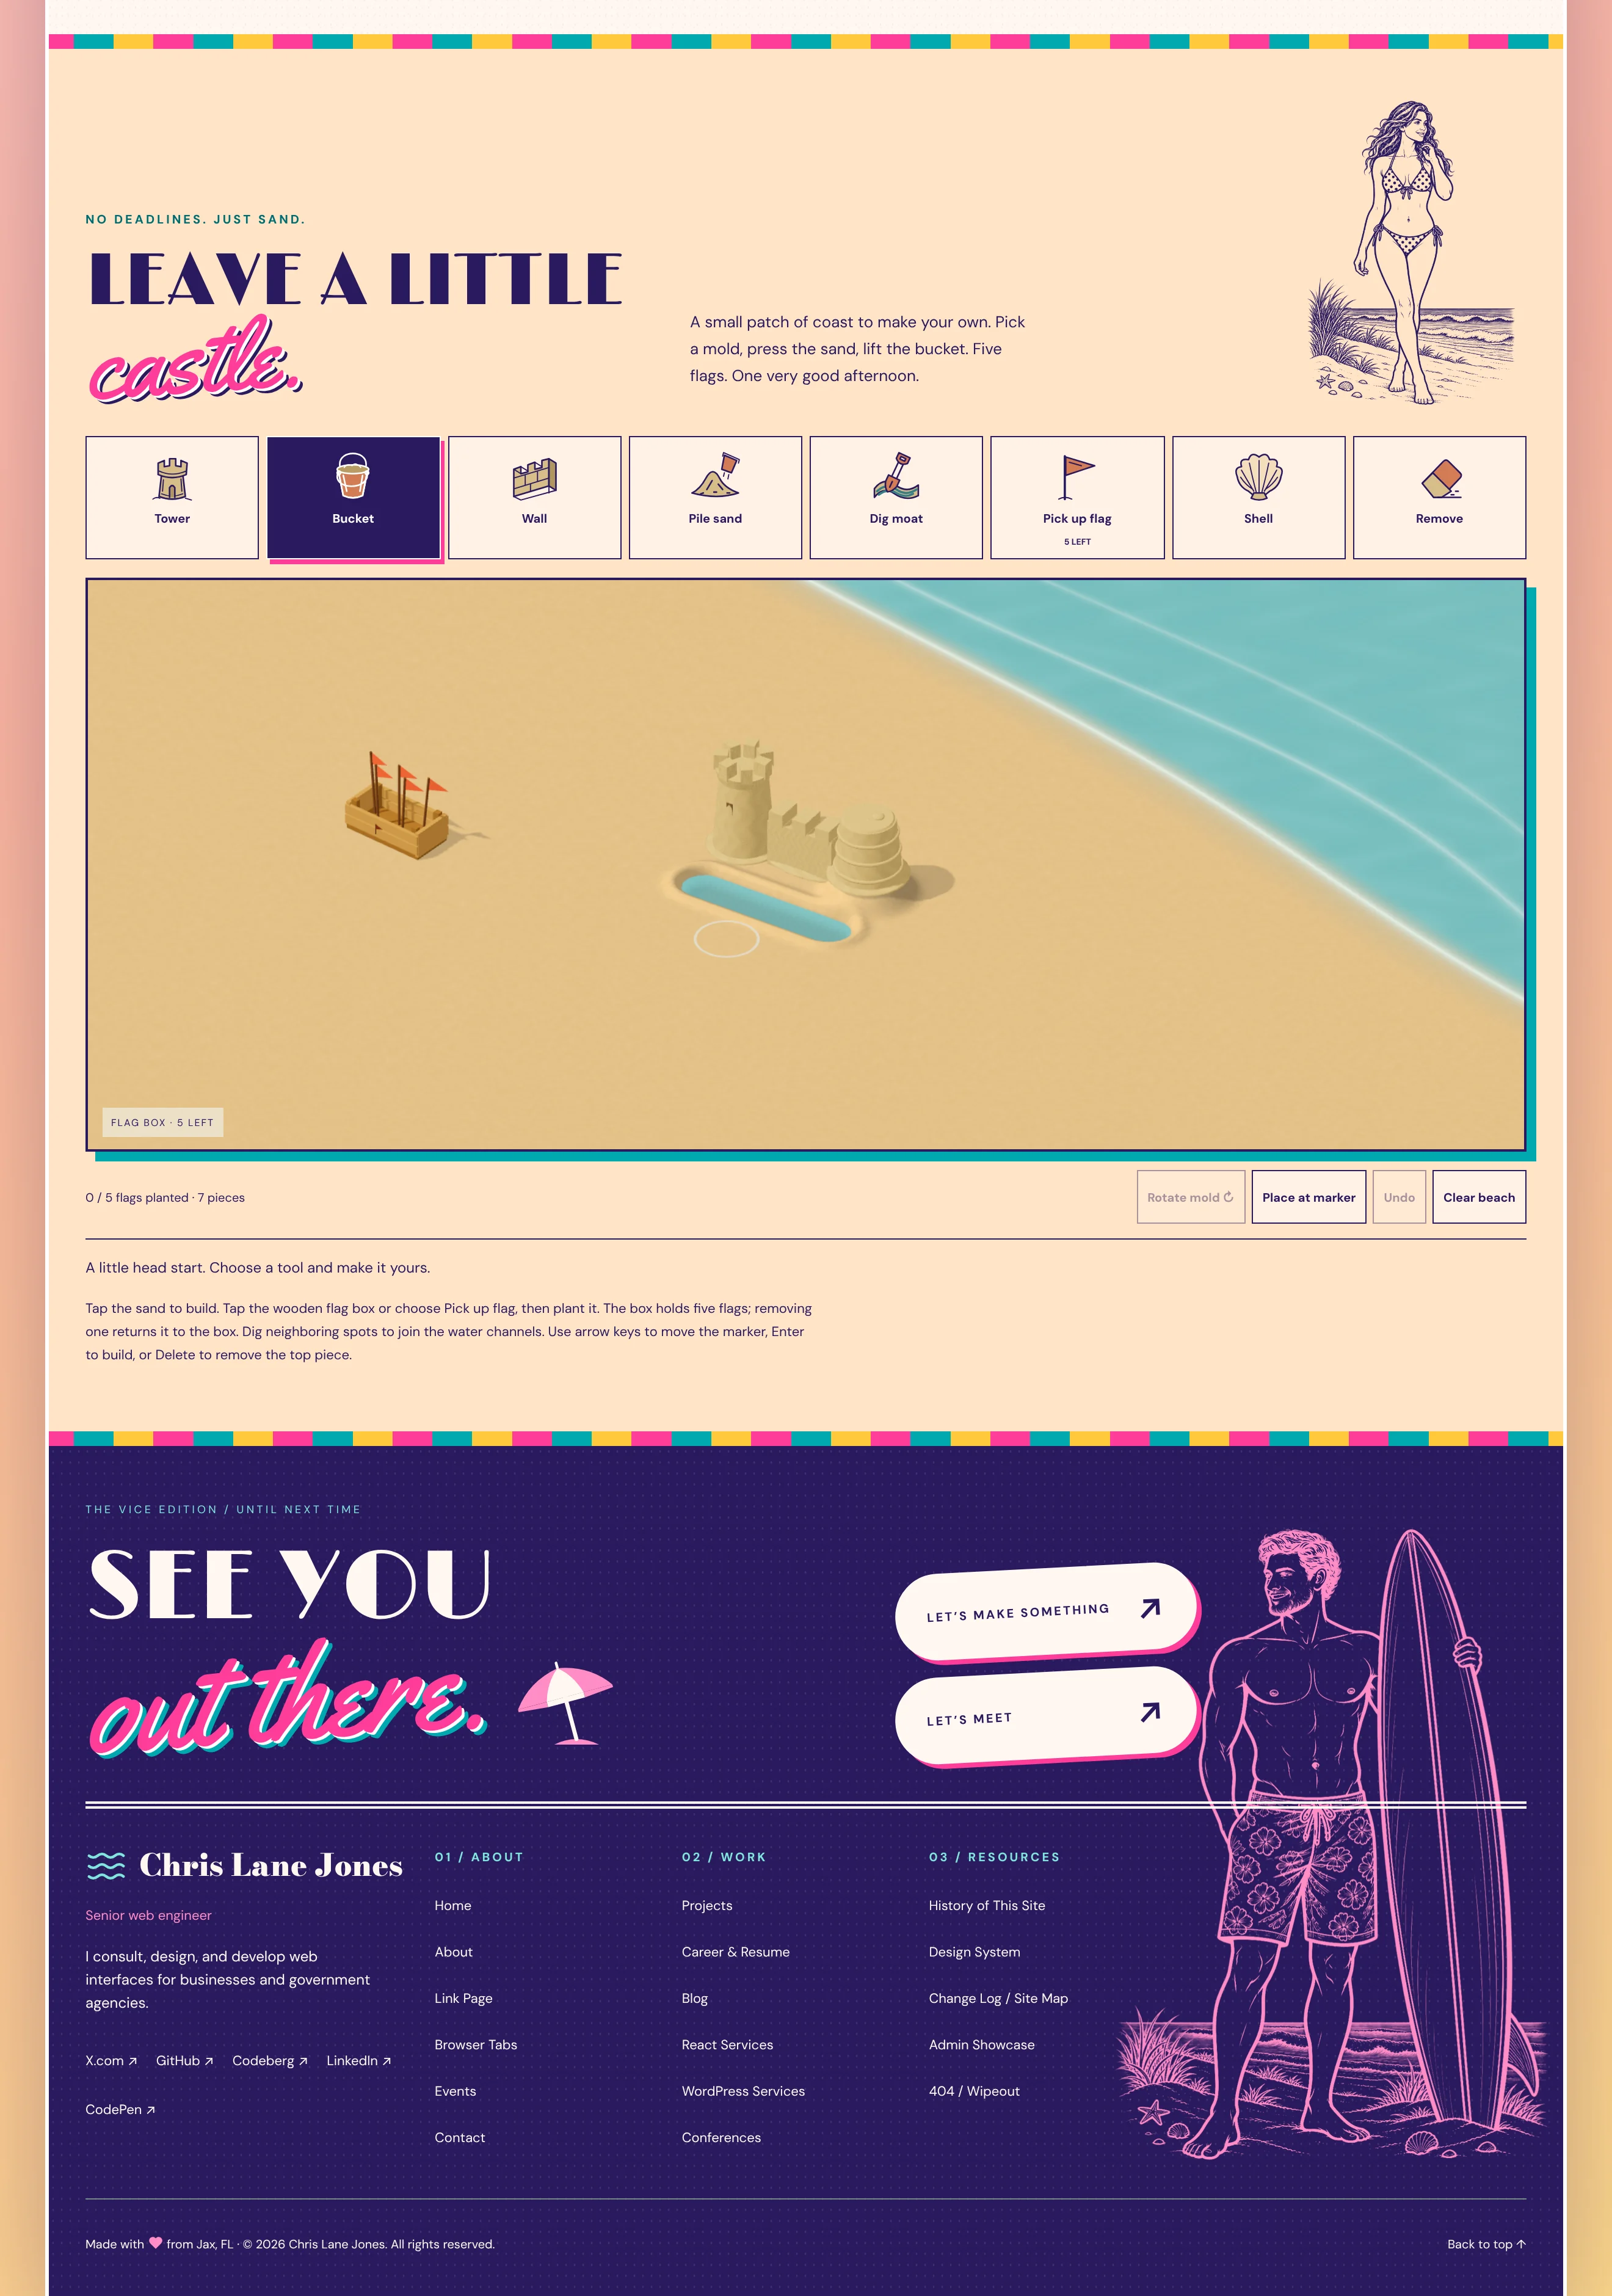 NO DEADLINES. JUST SAND.
LEAVE A LITTLE
castle.
A small patch of coast to make your own. Pick
a mold, press the sand, lift the bucket. Five
flags. One very good afternoon.
Tower
Bucket
Wall
Pile sand
Dig moat
Pick up flag
5 LEFT
Shell
Remove
FLAG BOX · 5 LEFT
0 / 5 flags planted · 7 pieces
Rotate mold ↻
Place at marker
Undo
Clear beach
A little head start. Choose a tool and make it yours.
Tap the sand to build. Tap the wooden flag box or choose Pick up flag, then plant it. The box holds five flags; removing
one returns it to the box. Dig neighboring spots to join the water channels. Use arrow keys to move the marker, Enter
to build, or Delete to remove the top piece.
THE VICE EDITION / UNTIL NEXT TIME
SEE YOU
out there.
LET’S MAKE SOMETHING ↗
LET’S MEET ↗
Chris Lane Jones
Senior web engineer
I consult, design, and develop web
interfaces for businesses and government
agencies.
X.com ↗ GitHub ↗ Codeberg ↗ LinkedIn ↗
CodePen ↗
01 / ABOUT
Home
About
Link Page
Browser Tabs
Events
Contact
02 / WORK
Projects
Career & Resume
Blog
React Services
WordPress Services
Conferences
03 / RESOURCES
History of This Site
Design System
Change Log / Site Map
Admin Showcase
404 / Wipeout
Made with ♥ from Jax, FL · © 2026 Chris Lane Jones. All rights reserved.
Back to top ↑